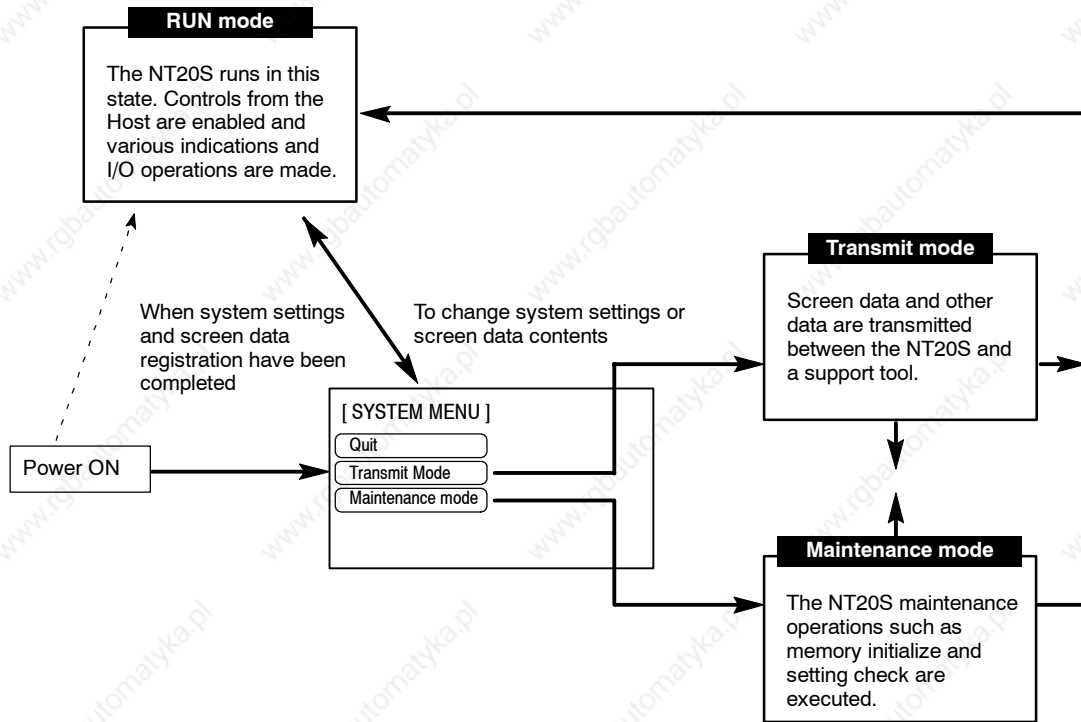 RUN mode
The NT20S runs in this
state. Controls from the
Host are enabled and
various indications and
I/O operations are made.
When system settings
and screen data
registration have been
completed
To change system settings or
screen data contents
Transmit mode
Screen data and other
data are transmitted
between the NT20S and
a support tool.
Power ON
[ SYSTEM MENU ]
Quit
Transmit Mode
Maintenance mode
Maintenance mode
The NT20S maintenance
operations such as
memory initialize and
setting check are
executed.
www.rgbautomatyka.pl